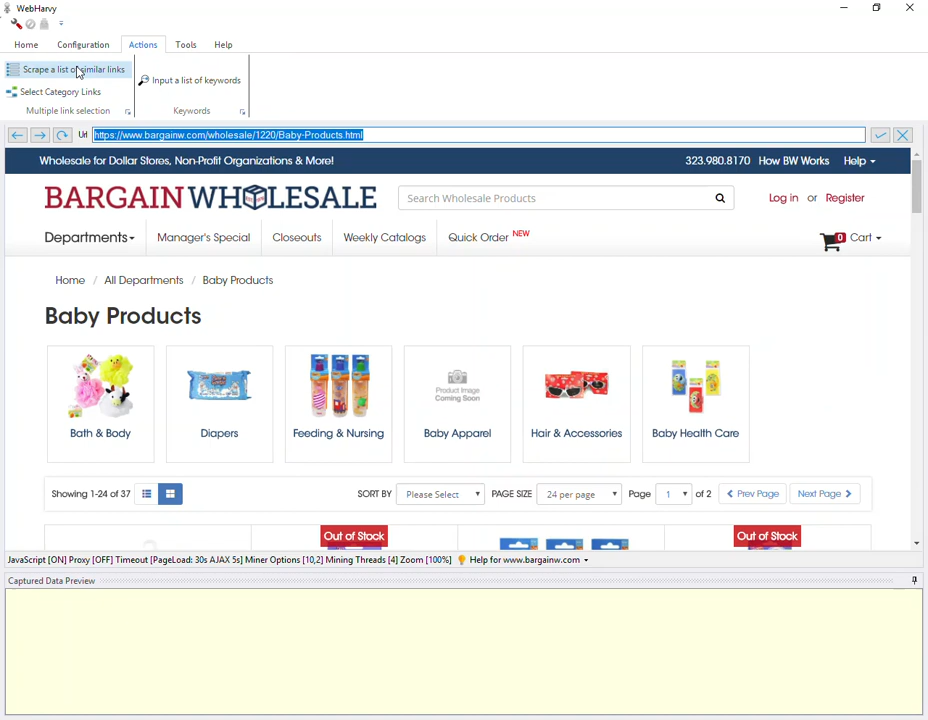 WebHarvy
Home Configuration Actions Tools Help
Scrape a list of similar links
Input a list of keywords
Select Category Links
Multiple link selection Keywords
Url https://www.bargainw.com/wholesale/1220/Baby-Products.html
Wholesale for Dollar Stores, Non-Profit Organizations & More! 323.980.8170 How BW Works Help
BARGAIN WHOLESALE Search Wholesale Products Log in or Register
Departments Manager's Special Closeouts Weekly Catalogs Quick Order NEW 0 Cart
Home / All Departments / Baby Products
Baby Products
Product Image
Coming Soon
Bath & Body Diapers Feeding & Nursing Baby Apparel Hair & Accessories Baby Health Care
Showing 1-24 of 37 SORT BY Please Select PAGE SIZE 24 per page Page 1 of 2 Prev Page Next Page
Out of Stock Out of Stock
JavaScript [ON] Proxy [OFF] Timeout [PageLoad: 30s AJAX 5s] Miner Options [10,2] Mining Threads [4] Zoom [100%] Help for www.bargainw.com
Captured Data Preview